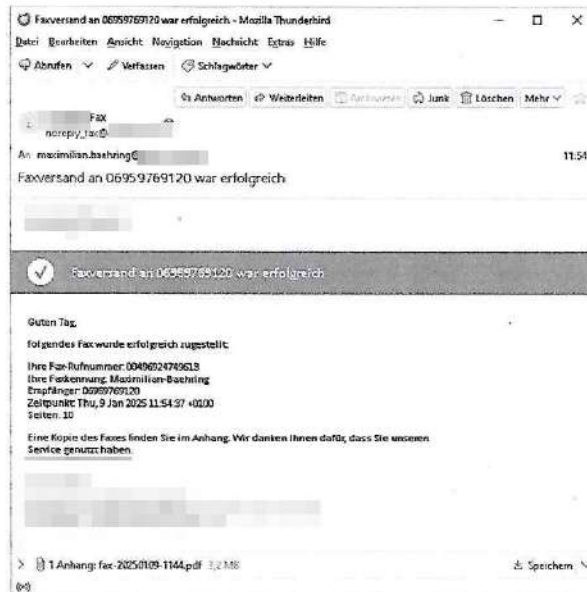 Faxversand an 06959769120 war erfolgreich - Mozilla Thunderbird
Datei Bearbeiten Ansicht Navigation Nachricht Extras Hilfe
Abrufen Verfassen Schlagwörter
Antworten Weiterleiten Archivieren Junk Löschen Mehr
Fax
noreply_fax@
An maximilian.baehring@
11:54
Faxversand an 06959769120 war erfolgreich
Faxversand an 06959769120 war erfolgreich
Guten Tag,
folgendes Fax wurde erfolgreich zugestellt:
Ihre Fax-Rufnummer: 00496924749613
Ihre Faxkennung: Maximilian-Baehring
Empfänger: 06959769120
Zeitpunkt: Thu, 9 Jan 2025 11:54:37 +0100
Seiten: 10
Eine Kopie des Faxes finden Sie im Anhang. Wir danken Ihnen dafür, dass Sie unseren
Service genutzt haben.
1 Anhang: fax-20250109-1144.pdf 3,2 MB
Speichern